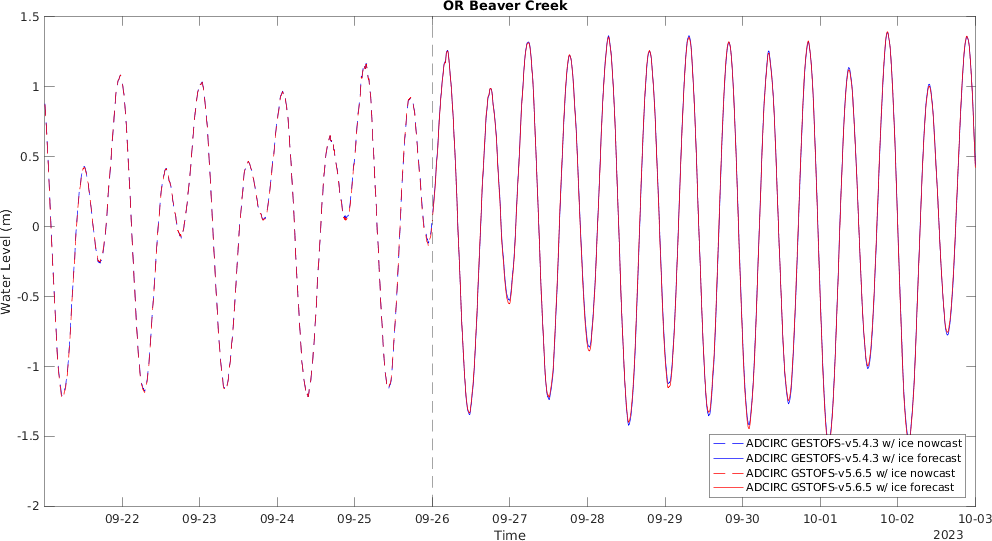 OR Beaver Creek
1.5
1
0.5
0
-0.5
-1
-1.5
-2
Water Level (m)
ADCIRC GESTOFS-v5.4.3 w/ ice nowcast
ADCIRC GESTOFS-v5.4.3 w/ ice forecast
ADCIRC GSTOFS-v5.6.5 w/ ice nowcast
ADCIRC GSTOFS-v5.6.5 w/ ice forecast
09-22 09-23 09-24 09-25 09-26 09-27 09-28 09-29 09-30 10-01 10-02 10-03
Time
2023